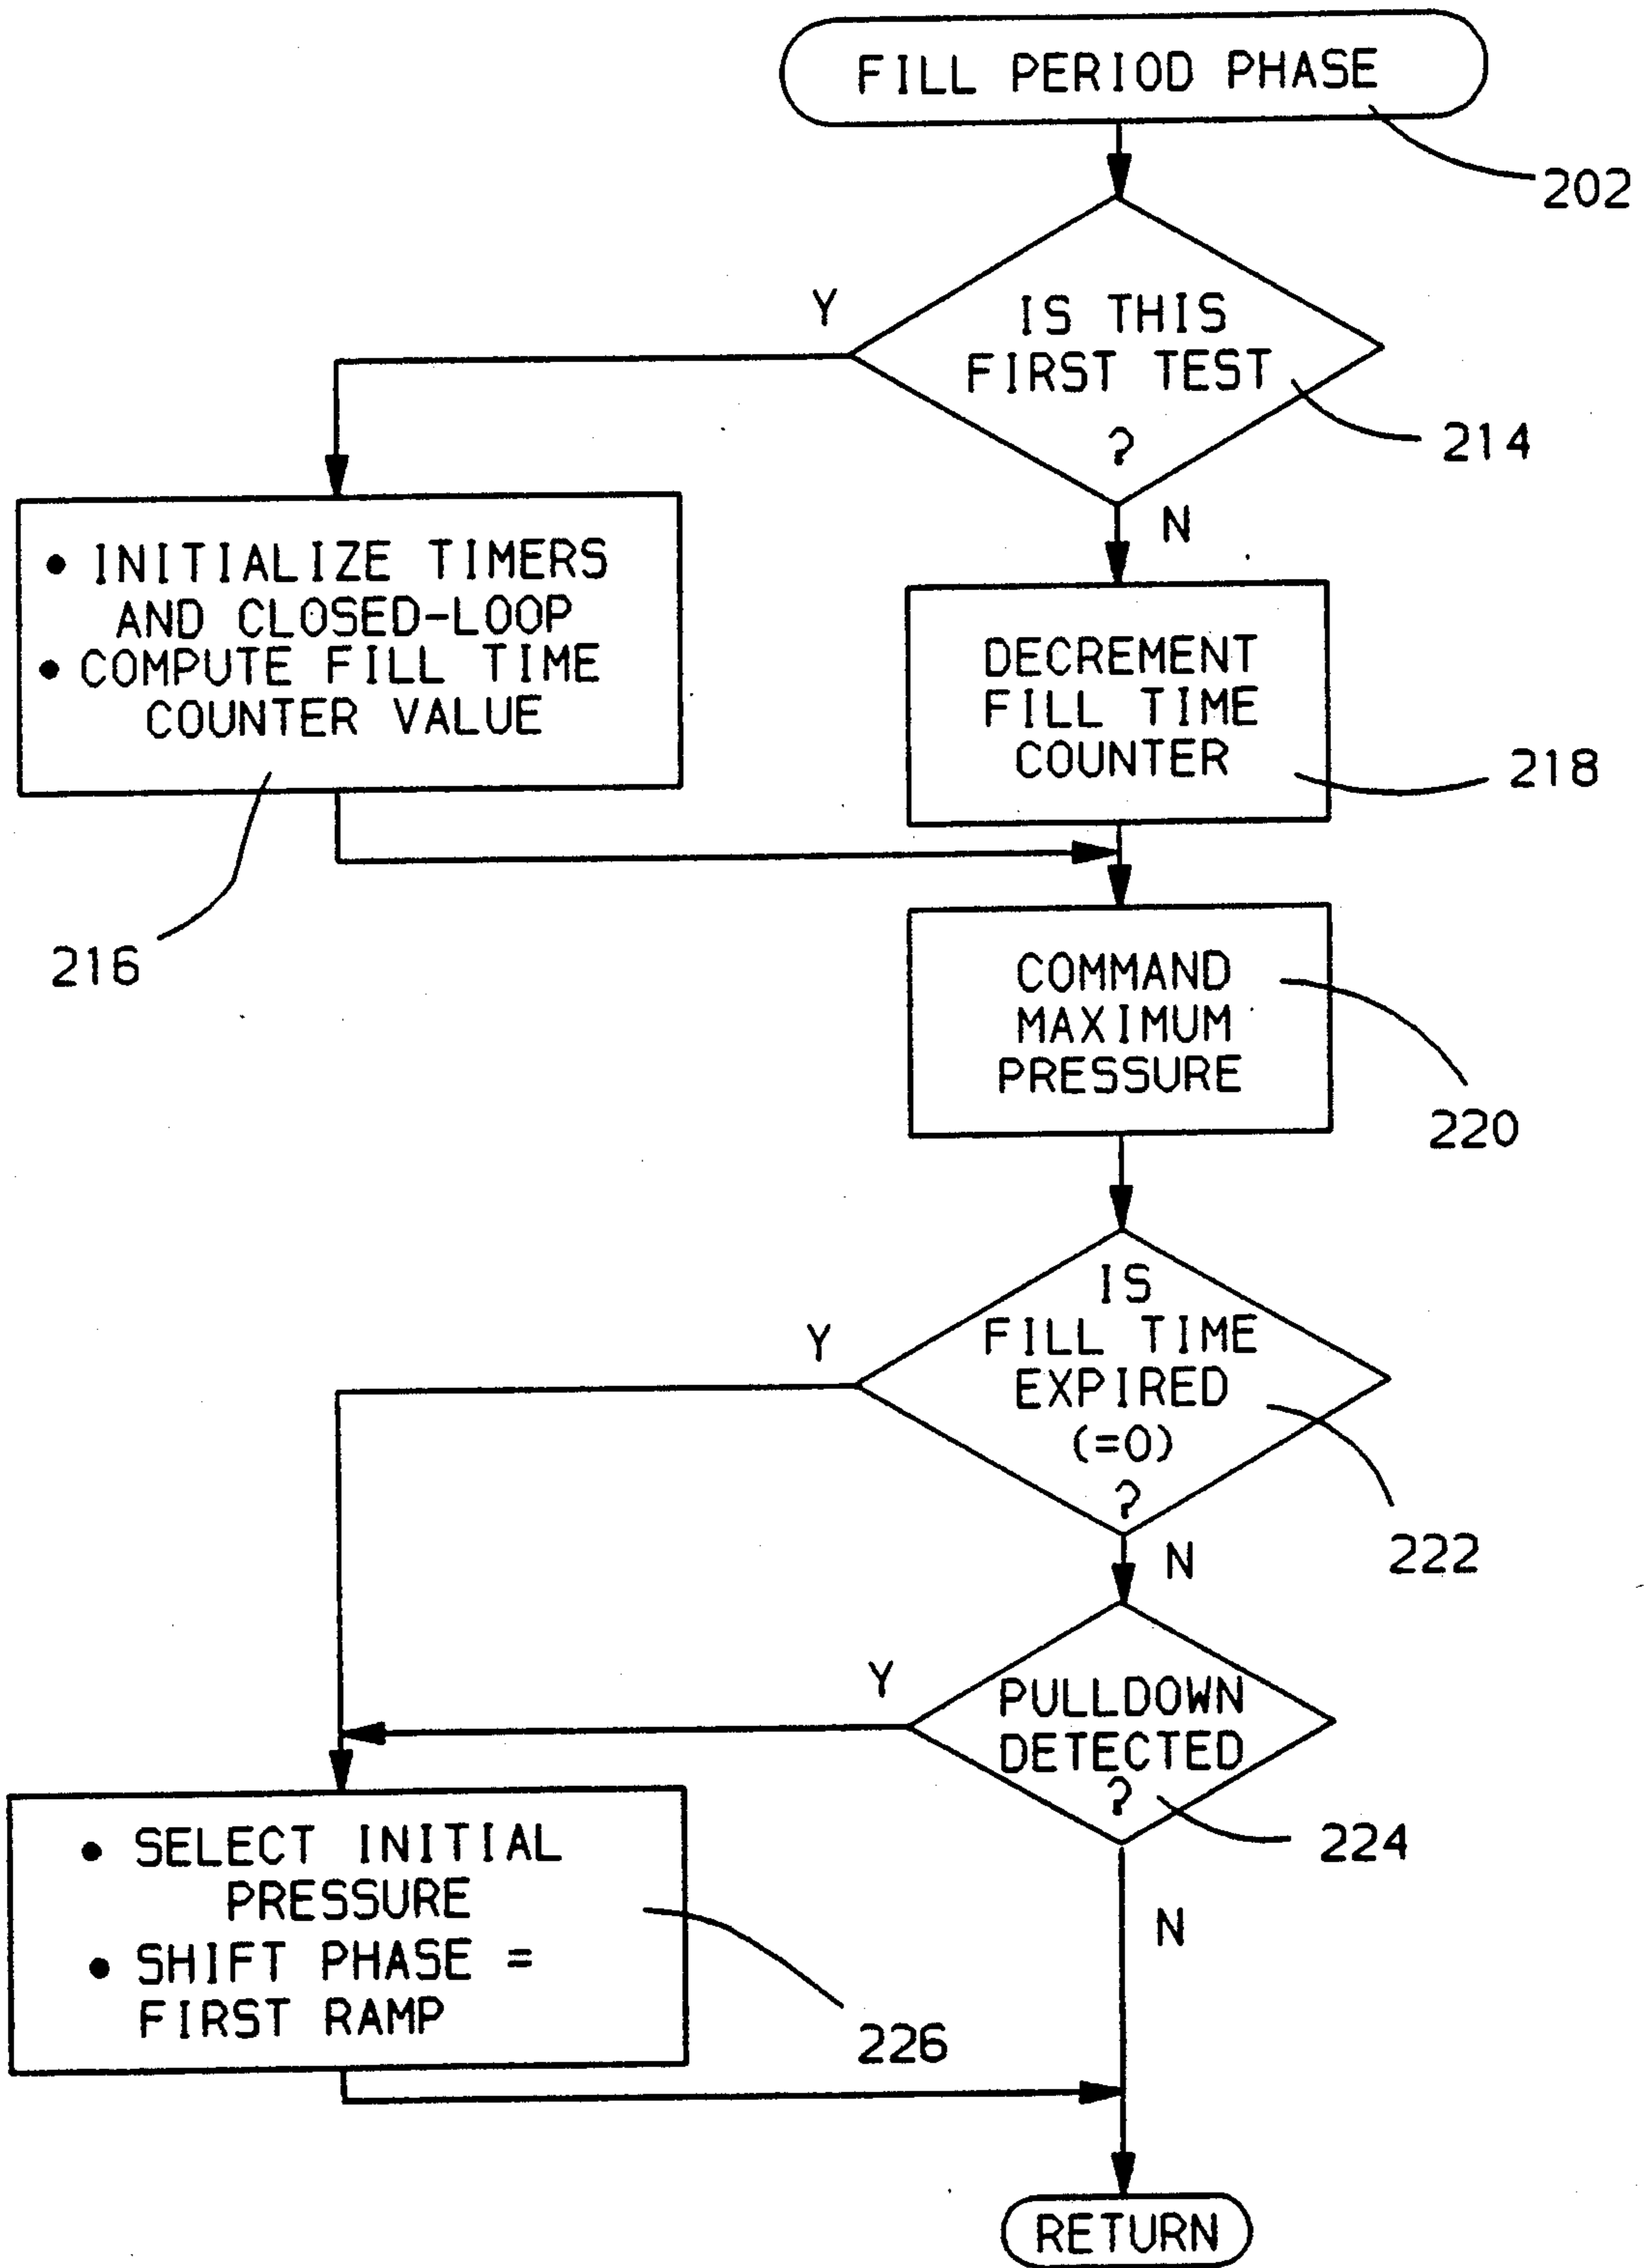 FILL PERIOD PHASE
202
Y
IS THIS
FIRST TEST
?
214
N
• INITIALIZE TIMERS
AND CLOSED-LOOP
• COMPUTE FILL TIME
COUNTER VALUE
216
DECREMENT
FILL TIME
COUNTER
218
COMMAND
MAXIMUM
PRESSURE
220
Y
IS
FILL TIME
EXPIRED
(=0)
?
222
N
Y
PULLDOWN
DETECTED
?
224
N
• SELECT INITIAL
PRESSURE
• SHIFT PHASE =
FIRST RAMP
226
RETURN